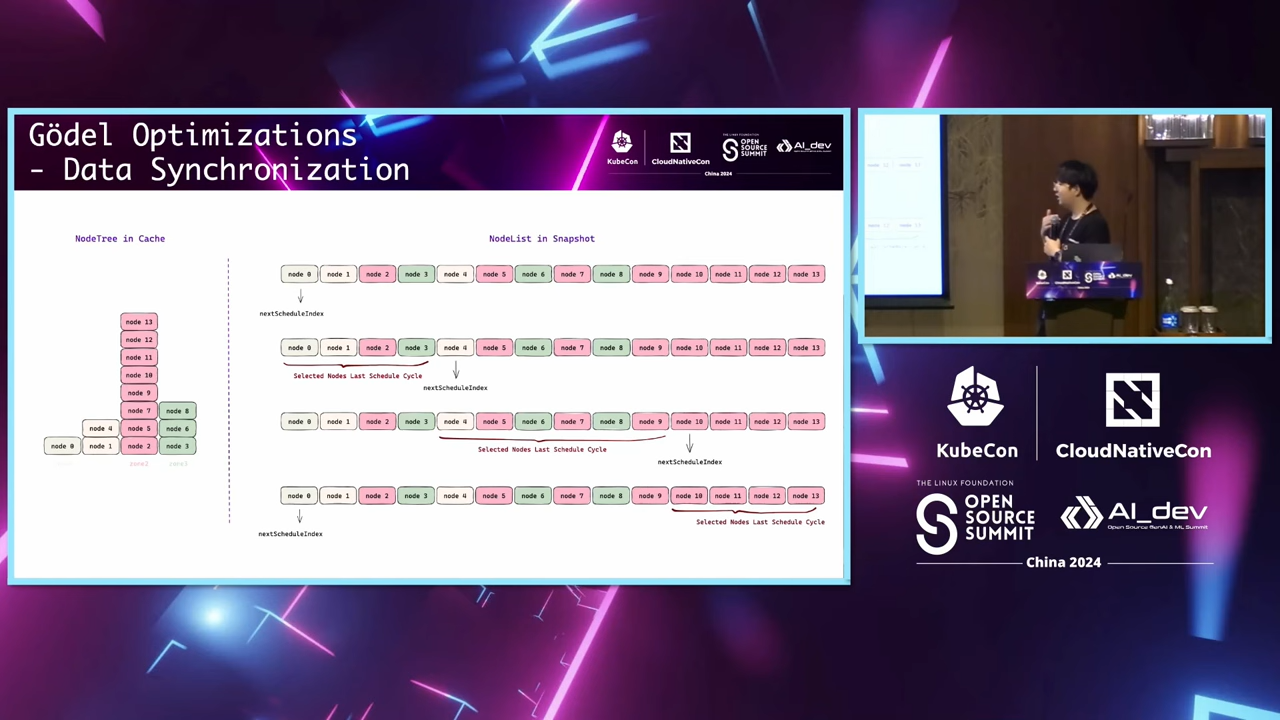 Gödel Optimizations
- Data Synchronization
KubeCon
CloudNativeCon
THE LINUX FOUNDATION
OPEN SOURCE SUMMIT
AI_dev
China 2024
NodeTree in Cache
NodeList in Snapshot
node 13
node 12
node 11
node 10
node 9
node 7 node 8
node 4 node 5 node 6
node 0 node 1 node 2 node 3
zone2 zone3
node 0 node 1 node 2 node 3 node 4 node 5 node 6 node 7 node 8 node 9 node 10 node 11 node 12 node 13
nextScheduleIndex
node 0 node 1 node 2 node 3 node 4 node 5 node 6 node 7 node 8 node 9 node 10 node 11 node 12 node 13
Selected Nodes Last Schedule Cycle
nextScheduleIndex
node 0 node 1 node 2 node 3 node 4 node 5 node 6 node 7 node 8 node 9 node 10 node 11 node 12 node 13
Selected Nodes Last Schedule Cycle
nextScheduleIndex
node 0 node 1 node 2 node 3 node 4 node 5 node 6 node 7 node 8 node 9 node 10 node 11 node 12 node 13
Selected Nodes Last Schedule Cycle
nextScheduleIndex
KubeCon
CloudNativeCon
THE LINUX FOUNDATION
OPEN
SOURCE
SUMMIT
AI_dev
Open Source GenAI & ML Summit
China 2024